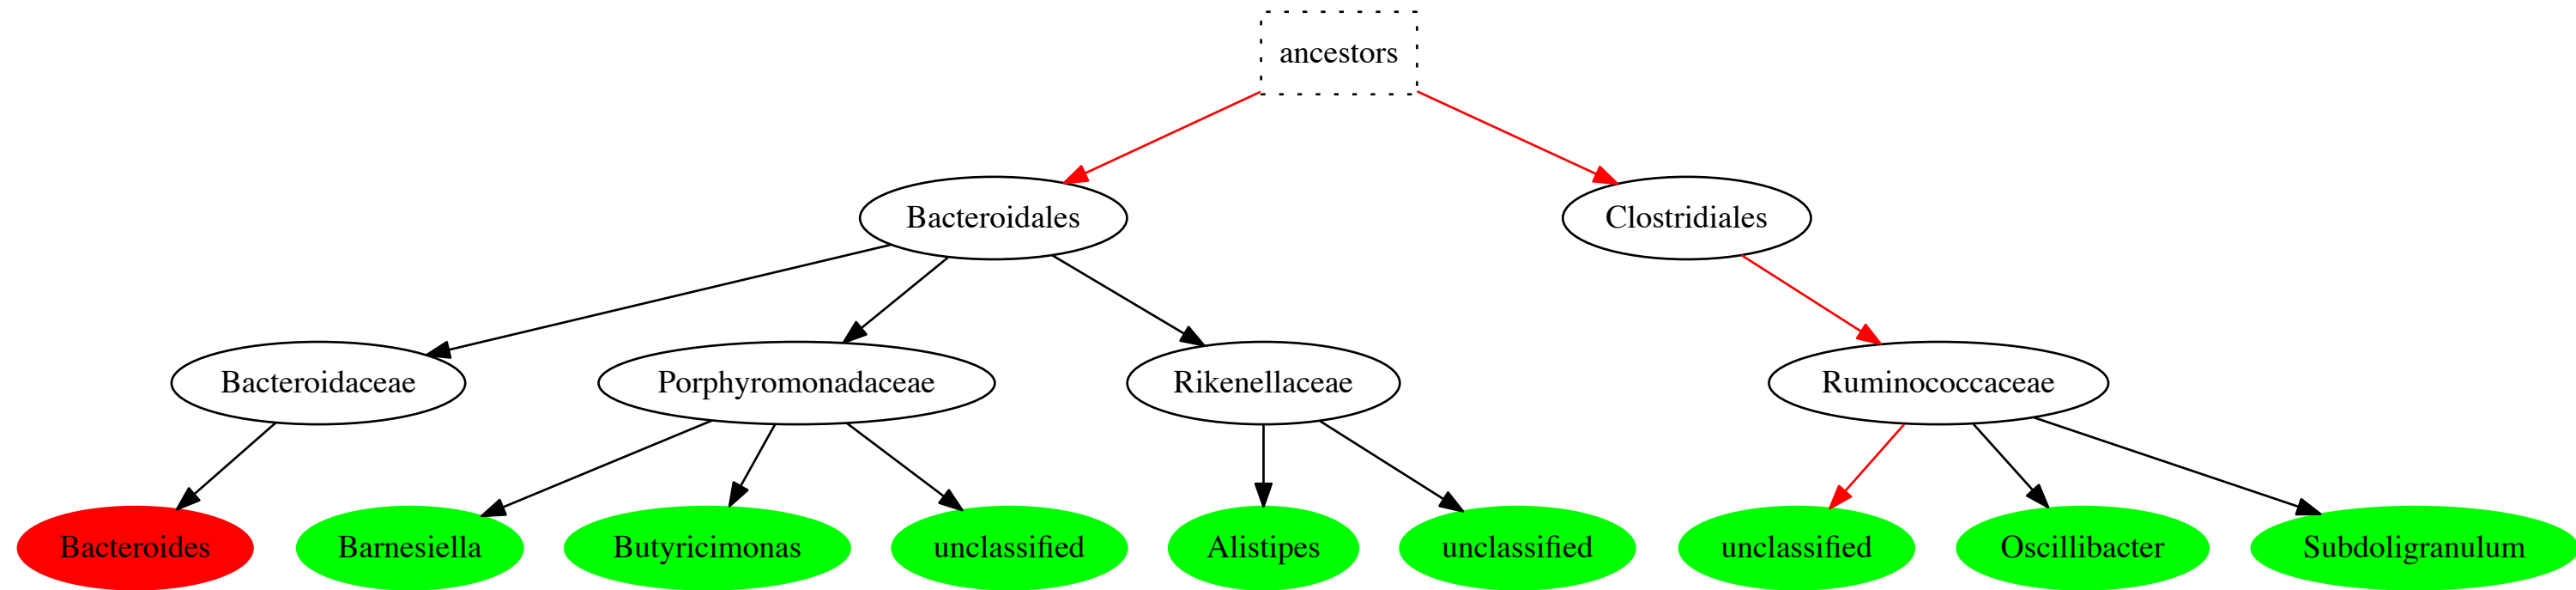 ancestors
Bacteroidales
Clostridiales
Bacteroidaceae
Porphyromonadaceae
Rikenellaceae
Ruminococcaceae
Bacteroides
Barnesiella
Butyricimonas
unclassified
Alistipes
unclassified
unclassified
Oscillibacter
Subdoligranulum